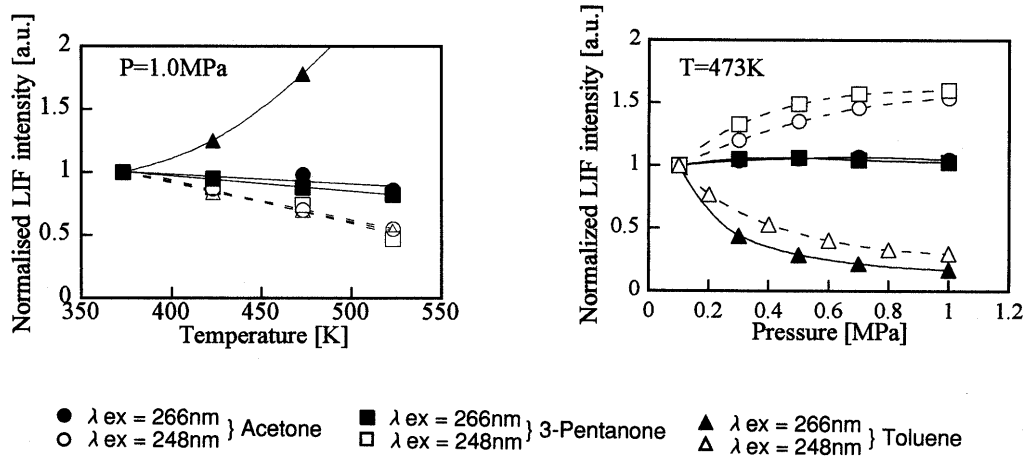 Normalised LIF intensity [a.u.]
2
1.5
1
0.5
0
P=1.0MPa
350 400 450 500 550
Temperature [K]
Normalized LIF intensity [a.u.]
2
1.5
1
0.5
0
T=473K
0 0.2 0.4 0.6 0.8 1 1.2
Pressure [MPa]
λ ex = 266nm
λ ex = 248nm } Acetone
λ ex = 266nm
λ ex = 248nm } 3-Pentanone
λ ex = 266nm
λ ex = 248nm } Toluene